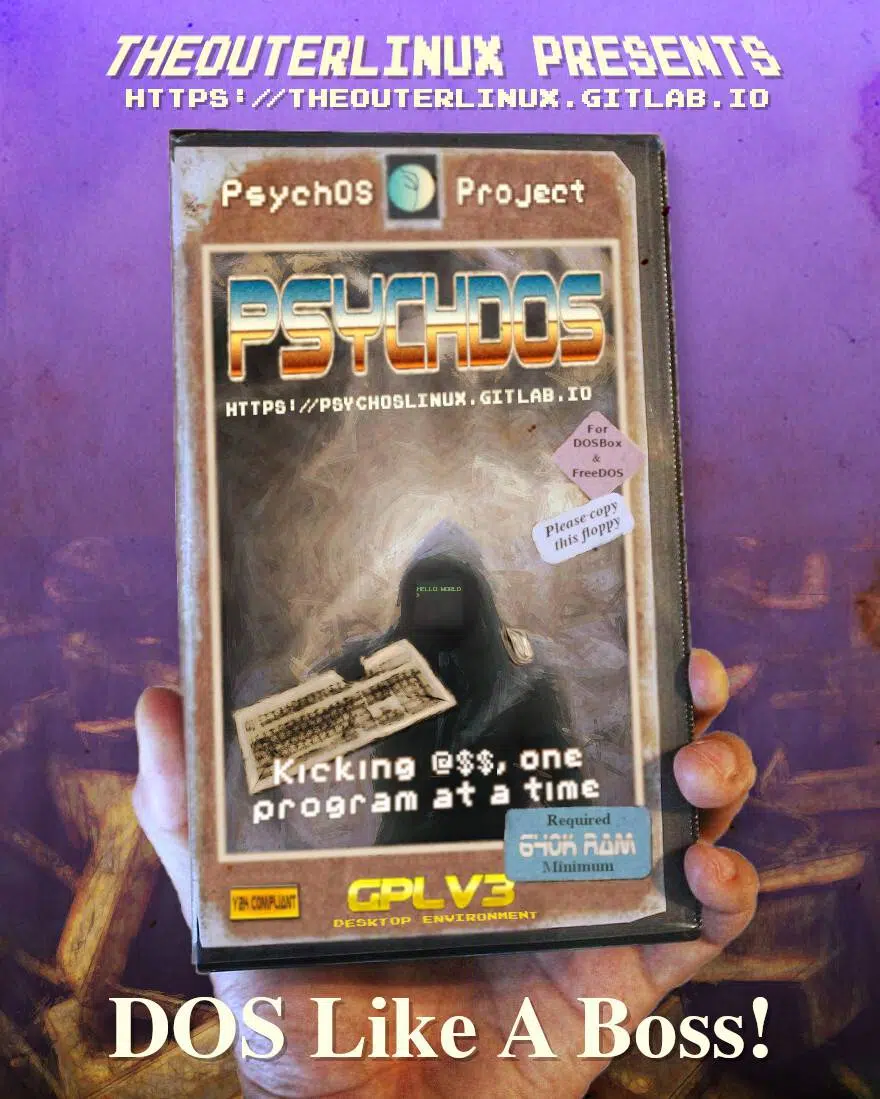 THEOUTERLINUX PRESENTS
HTTPS://THEOUTERLINUX.GITLAB.IO
PsychOS Project
PSYCHDOS
HTTPS://PSYCHOSLINUX.GITLAB.IO
For
DOSBox
&
FreeDOS
Please copy
this floppy
HELLO WORLD
Kicking @$$, one
program at a time
Required
640K RAM
Minimum
Y2K COMPLIANT
GPLV3
DESKTOP ENVIRONMENT
DOS Like A Boss!